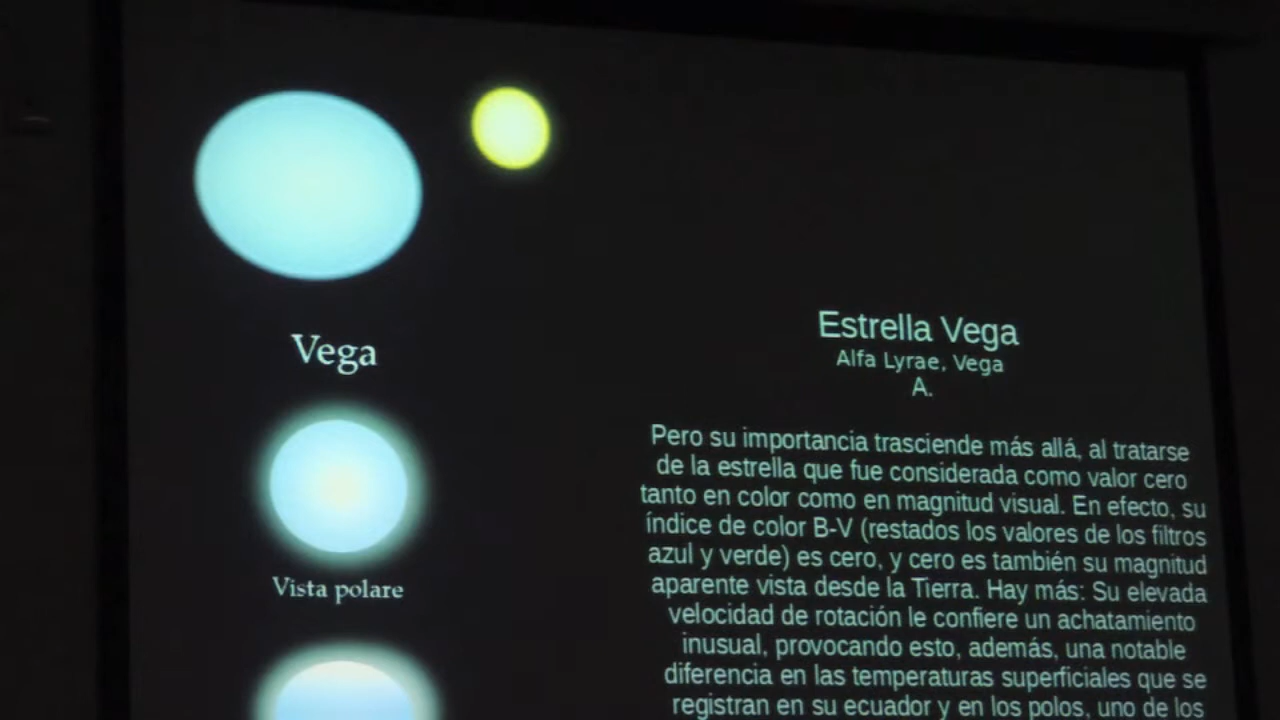 Vega
Vista polare
Estrella Vega
Alfa Lyrae, Vega
A.
Pero su importancia trasciende más allá, al tratarse
de la estrella que fue considerada como valor cero
tanto en color como en magnitud visual. En efecto, su
índice de color B-V (restados los valores de los filtros
azul y verde) es cero, y cero es también su magnitud
aparente vista desde la Tierra. Hay más: Su elevada
velocidad de rotación le confiere un achatamiento
inusual, provocando esto, además, una notable
diferencia en las temperaturas superficiales que se
registran en su ecuador y en los polos, uno de los